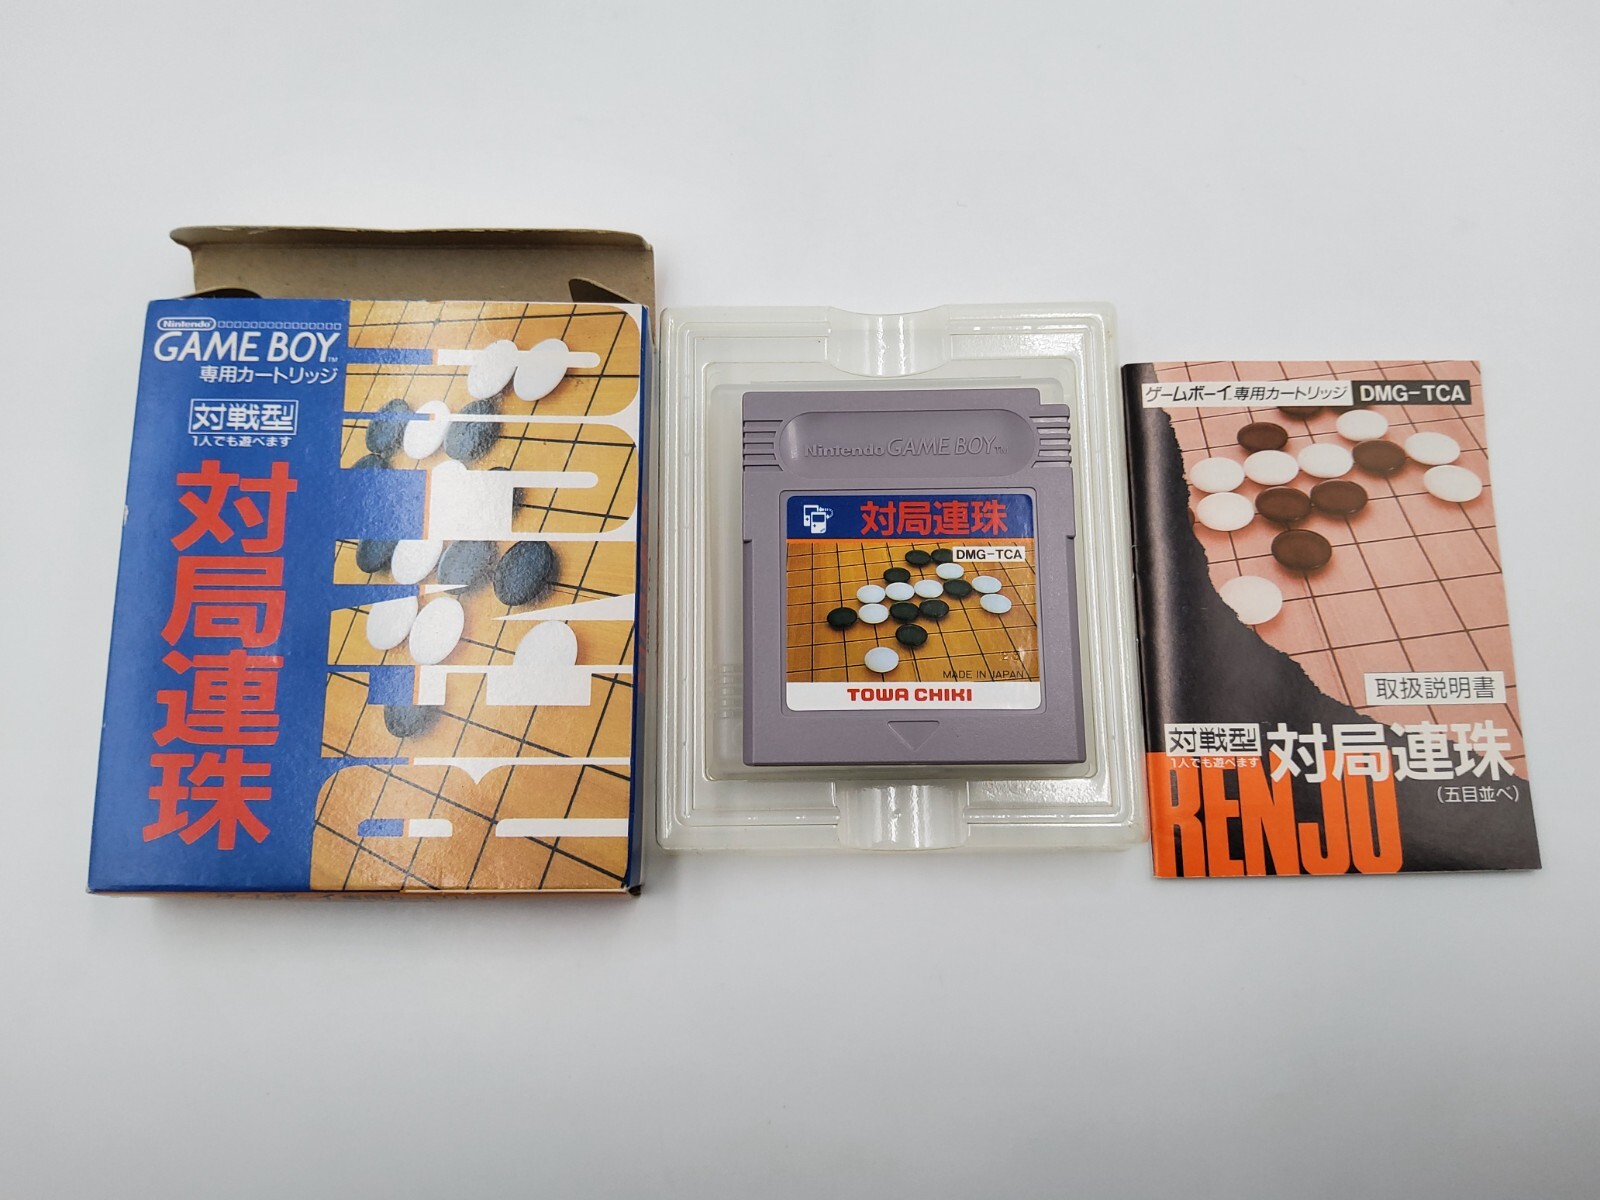 Nintendo
GAME BOY™
専用カートリッジ
対戦型
1人でも遊べます
対局連珠
RENJU
Nintendo GAME BOY™
対局連珠
DMG-TCA
MADE IN JAPAN
TOWA CHIKI
ゲームボーイ専用カートリッジ DMG-TCA
取扱説明書
対戦型
1人でも遊べます
対局連珠
(五目並べ)
RENJU